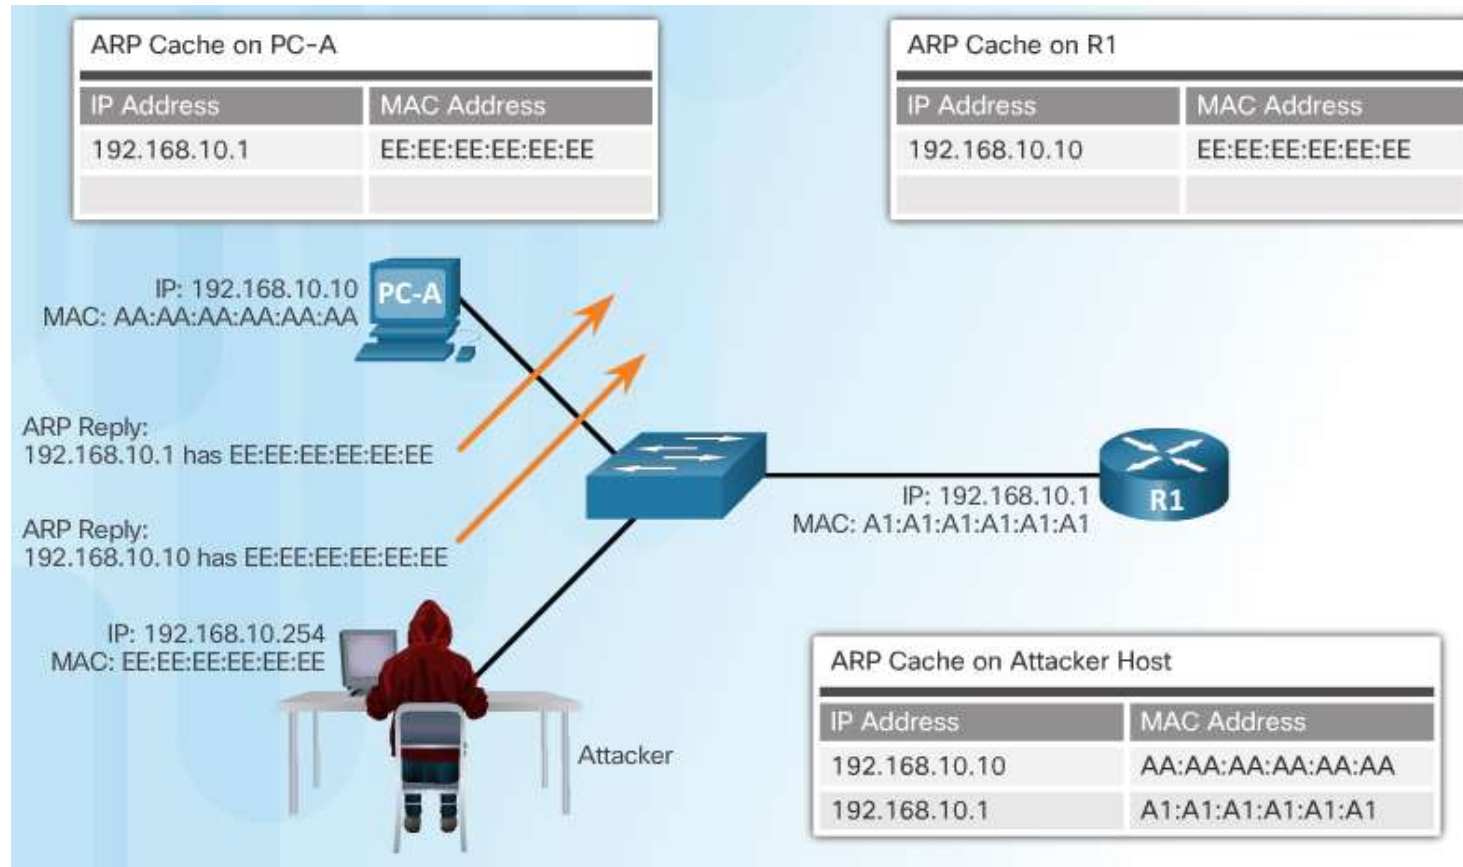 ARP Cache on PC-A
IP Address MAC Address
192.168.10.1 EE:EE:EE:EE:EE:EE
ARP Cache on R1
IP Address MAC Address
192.168.10.10 EE:EE:EE:EE:EE:EE
IP: 192.168.10.10
MAC: AA:AA:AA:AA:AA:AA
PC-A
ARP Reply:
192.168.10.1 has EE:EE:EE:EE:EE:EE
ARP Reply:
192.168.10.10 has EE:EE:EE:EE:EE:EE
IP: 192.168.10.1
MAC: A1:A1:A1:A1:A1:A1
R1
IP: 192.168.10.254
MAC: EE:EE:EE:EE:EE:EE
Attacker
ARP Cache on Attacker Host
IP Address MAC Address
192.168.10.10 AA:AA:AA:AA:AA:AA
192.168.10.1 A1:A1:A1:A1:A1:A1